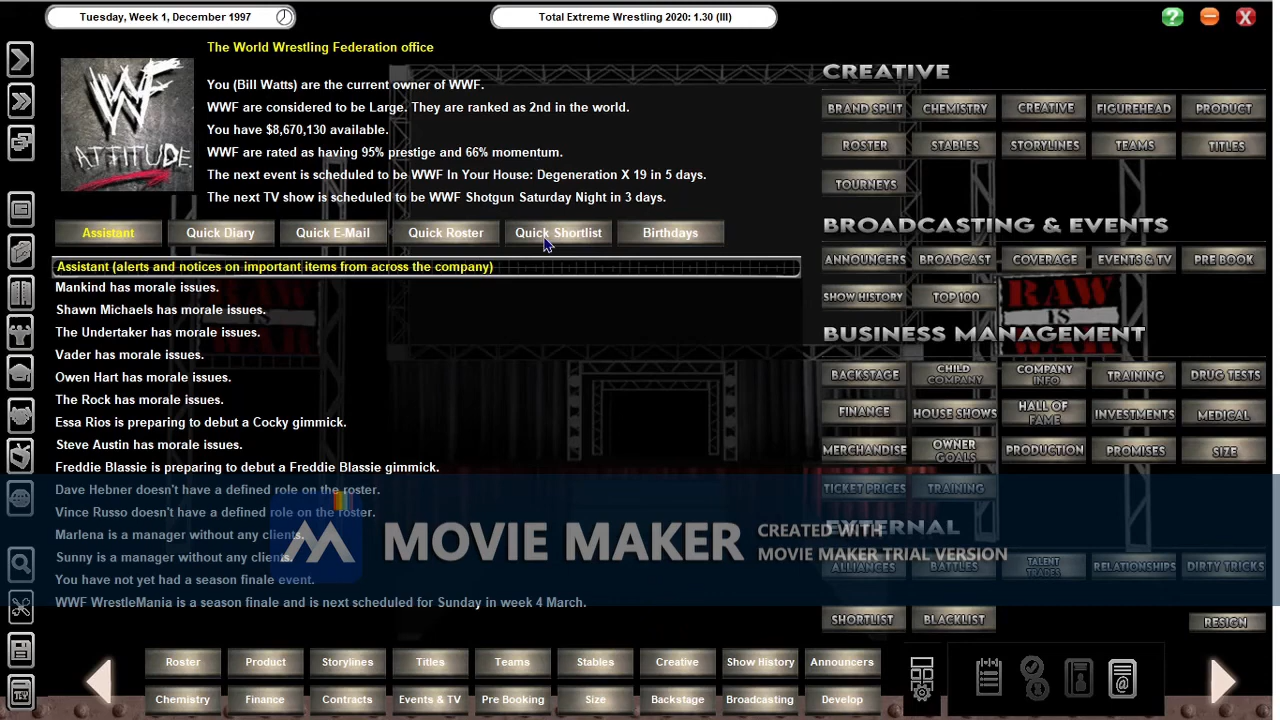 Tuesday, Week 1, December 1997
Total Extreme Wrestling 2020: 1.30 (III)
The World Wrestling Federation office
You (Bill Watts) are the current owner of WWF.
WWF are considered to be Large. They are ranked as 2nd in the world.
You have $8,670,130 available.
WWF are rated as having 95% prestige and 66% momentum.
The next event is scheduled to be WWF In Your House: Degeneration X 19 in 5 days.
The next TV show is scheduled to be WWF Shotgun Saturday Night in 3 days.
WWF
ATTITUDE
Assistant Quick Diary Quick E-Mail Quick Roster Quick Shortlist Birthdays
Assistant (alerts and notices on important items from across the company)
Mankind has morale issues.
Shawn Michaels has morale issues.
The Undertaker has morale issues.
Vader has morale issues.
Owen Hart has morale issues.
The Rock has morale issues.
Essa Rios is preparing to debut a Cocky gimmick.
Steve Austin has morale issues.
Freddie Blassie is preparing to debut a Freddie Blassie gimmick.
Dave Hebner doesn't have a defined role on the roster.
Vince Russo doesn't have a defined role on the roster.
Marlena is a manager without any clients.
Sunny is a manager without any clients.
You have not yet had a season finale event.
WWF WrestleMania is a season finale and is next scheduled for Sunday in week 4 March.
MOVIE MAKER
CREATED WITH
MOVIE MAKER TRIAL VERSION
CREATIVE
BRAND SPLIT CHEMISTRY CREATIVE FIGUREHEAD PRODUCT
ROSTER STABLES STORYLINES TEAMS TITLES
TOURNEYS
BROADCASTING & EVENTS
ANNOUNCERS BROADCAST COVERAGE EVENTS & TV PRE BOOK
SHOW HISTORY TOP 100
RAW
IS
WAR
BUSINESS MANAGEMENT
BACKSTAGE CHILD COMPANY COMPANY INFO TRAINING DRUG TESTS
FINANCE HOUSE SHOWS HALL OF FAME INVESTMENTS MEDICAL
MERCHANDISE OWNER GOALS PRODUCTION PROMISES SIZE
TICKET PRICES TRAINING
EXTERNAL
ALLIANCES BATTLES TALENT TRADES RELATIONSHIPS DIRTY TRICKS
SHORTLIST BLACKLIST
RESIGN
Roster Product Storylines Titles Teams Stables Creative Show History Announcers
Chemistry Finance Contracts Events & TV Pre Booking Size Backstage Broadcasting Develop